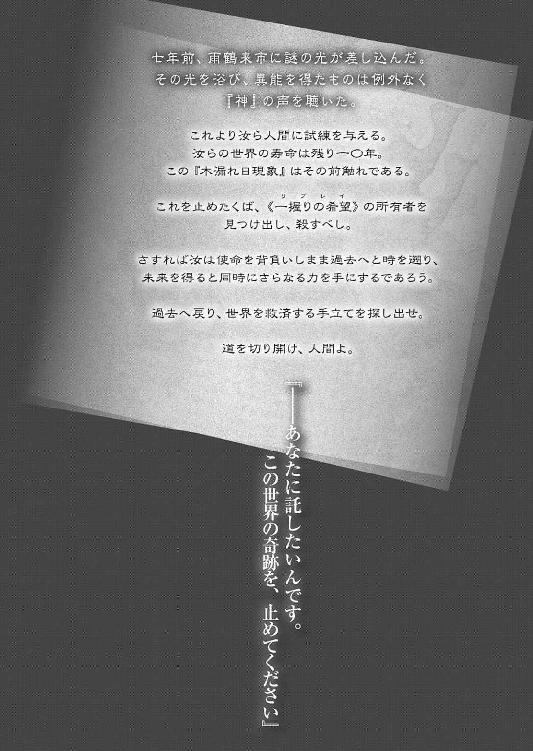 七年前、雨鶴来市に謎の光が差し込んだ。
その光を浴び、異能を得たものは例外なく
『神』の声を聴いた。
これより汝ら人間に試練を与える。
汝らの世界の寿命は残り一〇年。
この『木漏れ日現象』はその前触れである。
リプレイ
これを止めたくば、《一握りの希望》の所有者を
見つけ出し、殺すべし。
さすれば汝は使命を背負いしまま過去へと時を遡り、
未来を得ると同時にさらなる力を手にするであろう。
過去へ戻り、世界を救済する手立てを探し出せ。
道を切り開け、人間よ。
『――あなたに託したいんです。
この世界の奇跡を、止めてください』